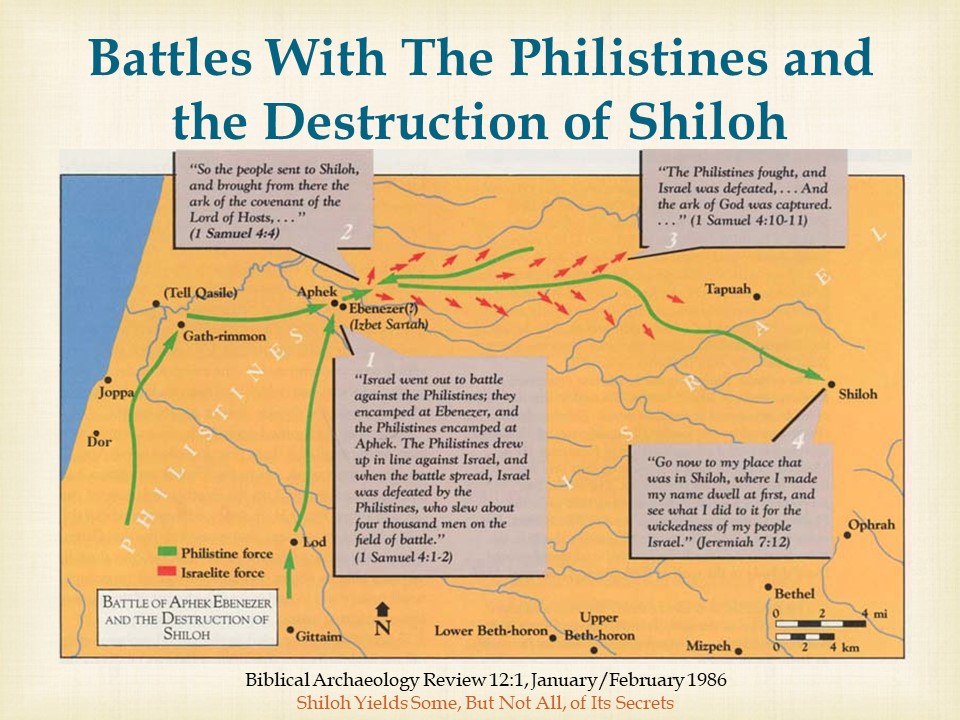 Battles With The Philistines and
the Destruction of Shiloh
"So the people sent to Shiloh,
and brought from there the
ark of the covenant of the
Lord of Hosts, . . . "
(1 Samuel 4:4)
2
"The Philistines fought, and
Israel was defeated, . . . And
the ark of God was captured.
. . . " (1 Samuel 4:10-11)
3
(Tell Qasile)
Aphek
Ebenezer(?)
(Izbet Sartah)
Gath-rimmon
Tapuah
Joppa
Dor
Shiloh
PHILISTINES
ISRAEL
1
"Israel went out to battle
against the Philistines; they
encamped at Ebenezer, and
the Philistines encamped at
Aphek. The Philistines drew
up in line against Israel, and
when the battle spread, Israel
was defeated by the
Philistines, who slew about
four thousand men on the
field of battle."
(1 Samuel 4:1-2)
4
"Go now to my place that
was in Shiloh, where I made
my name dwell at first, and
see what I did to it for the
wickedness of my people
Israel." (Jeremiah 7:12)
Ophrah
Lod
Philistine force
Israelite force
BATTLE OF APHEK EBENEZER
AND THE DESTRUCTION OF
SHILOH
Gittaim
N
Lower Beth-horon
Upper
Beth-horon
Mizpeh
Bethel
0 2 4 mi
0 2 4 km
Biblical Archaeology Review 12:1, January/February 1986
Shiloh Yields Some, But Not All, of Its Secrets